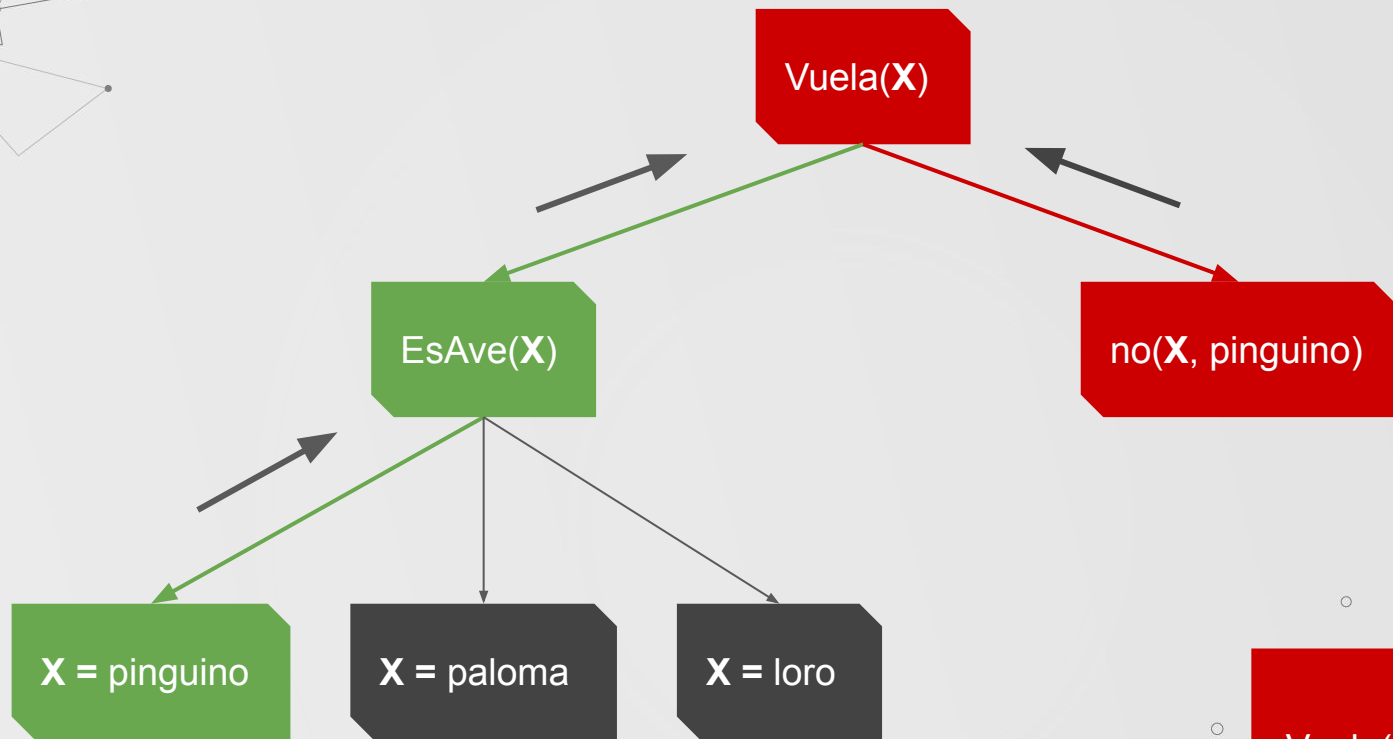 Vuela(X)
EsAve(X)
no(X, pinguino)
X = pinguino
X = paloma
X = loro